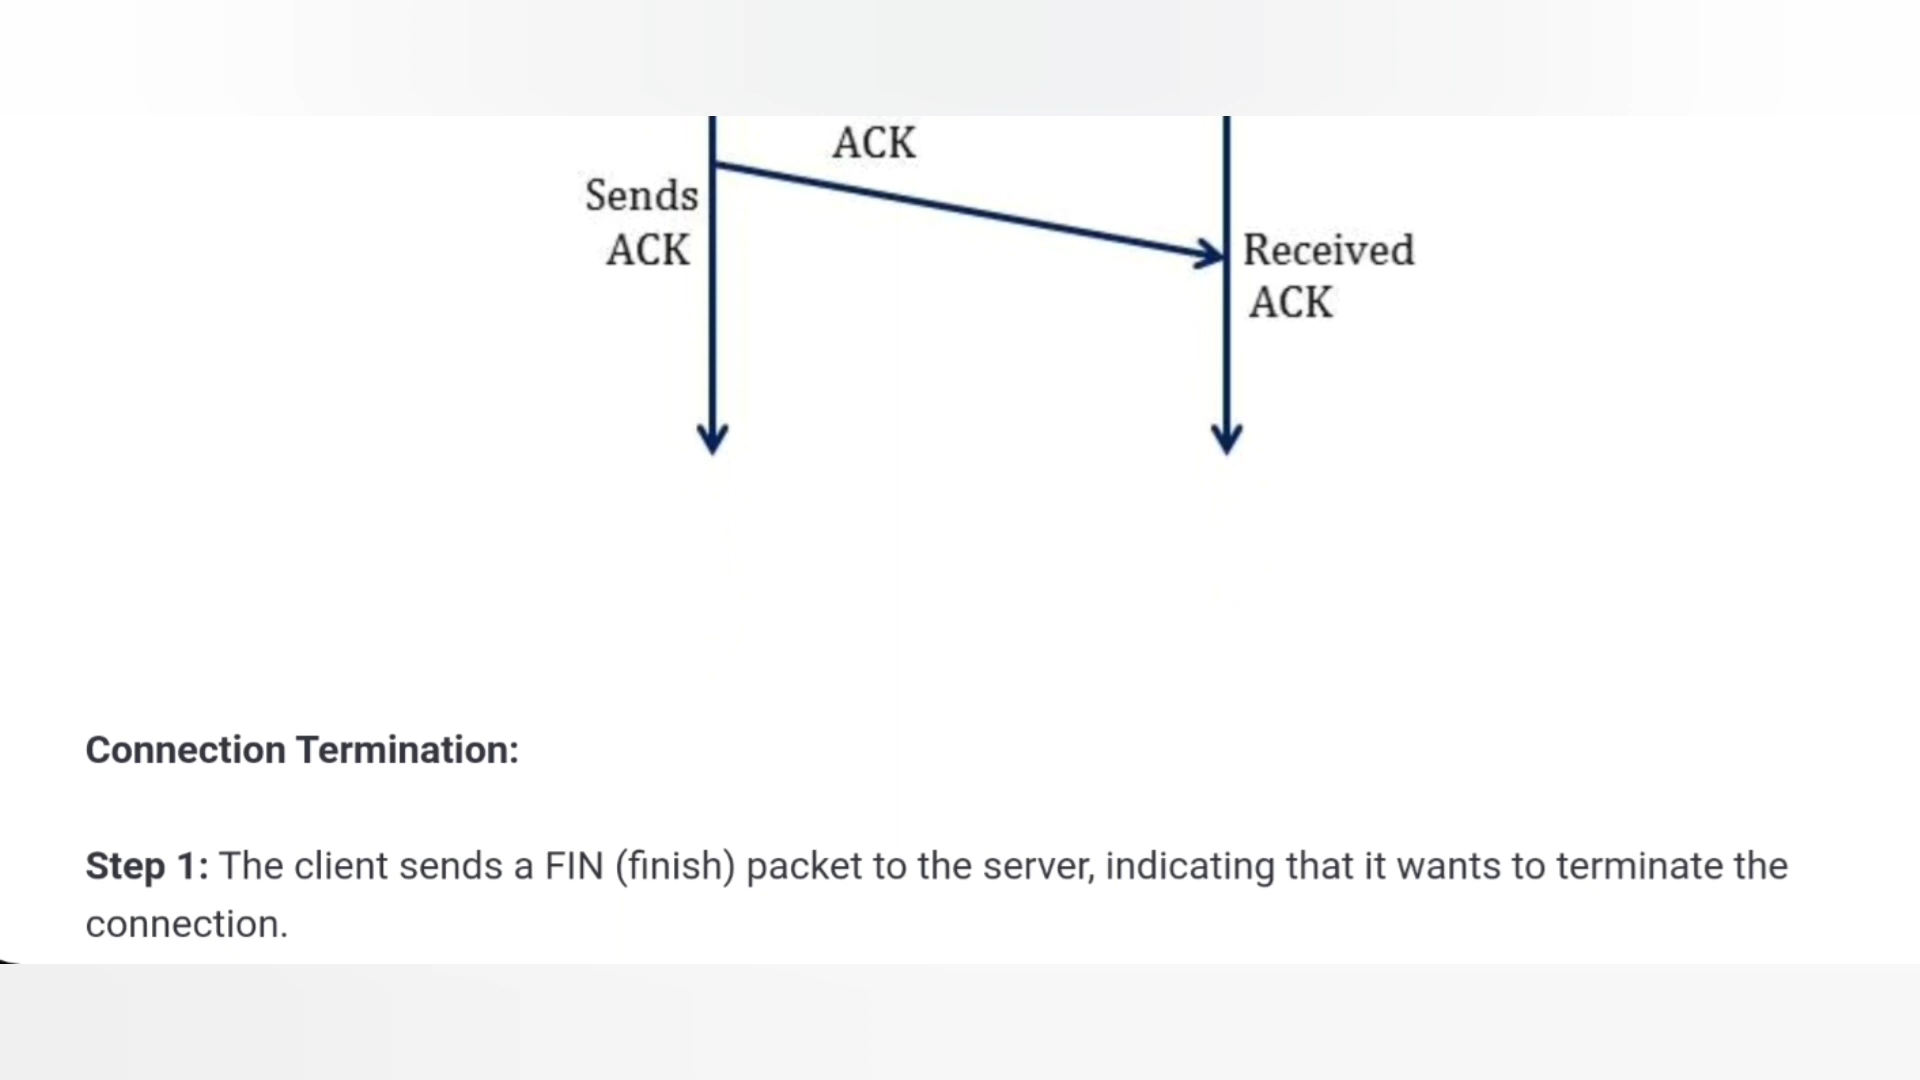 ACK
Sends
ACK
Received
ACK
Connection Termination:
Step 1: The client sends a FIN (finish) packet to the server, indicating that it wants to terminate the
connection.